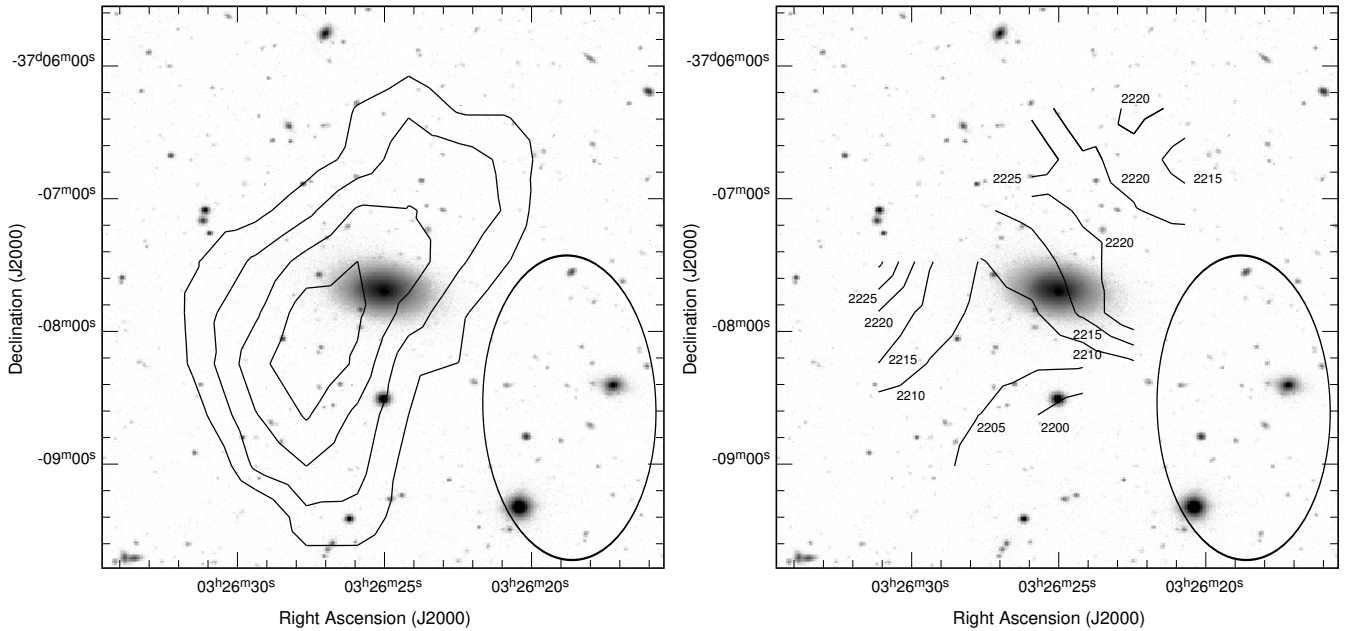 -37d06m00s
-07m00s
-08m00s
-09m00s
Declination (J2000)
03h26m30s
03h26m25s
03h26m20s
Right Ascension (J2000)
-37d06m00s
-07m00s
-08m00s
-09m00s
Declination (J2000)
2220
2225
2220
2215
2220
2225
2220
2215
2215
2210
2210
2205
2200
03h26m30s
03h26m25s
03h26m20s
Right Ascension (J2000)